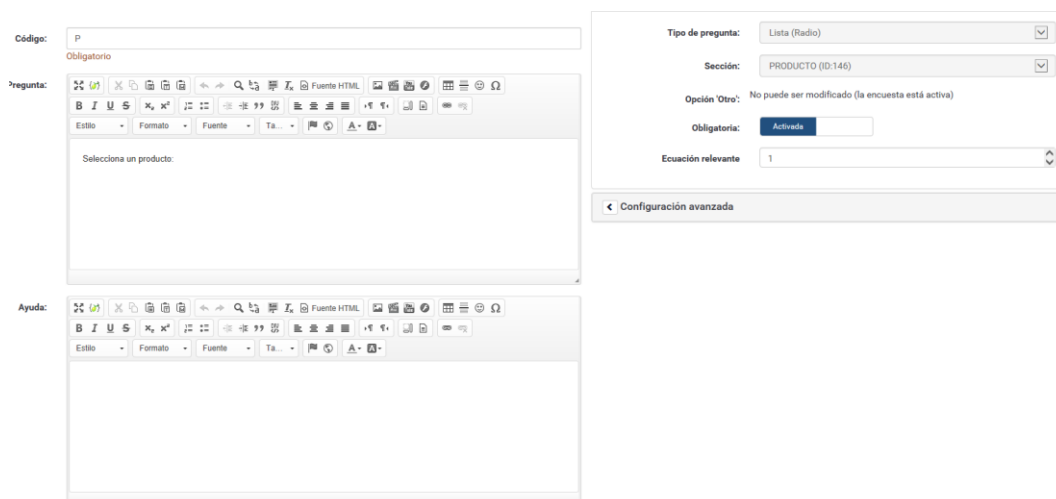 Código:
P
Obligatorio
Pregunta:
Fuente HTML
B I U S
Estilo Formato Fuente Ta...
Selecciona un producto:
Ayuda:
Fuente HTML
B I U S
Estilo Formato Fuente Ta...
Tipo de pregunta:
Lista (Radio)
Sección:
PRODUCTO (ID:146)
Opción 'Otro':
No puede ser modificado (la encuesta está activa)
Obligatoria:
Activada
Ecuación relevante
1
Configuración avanzada